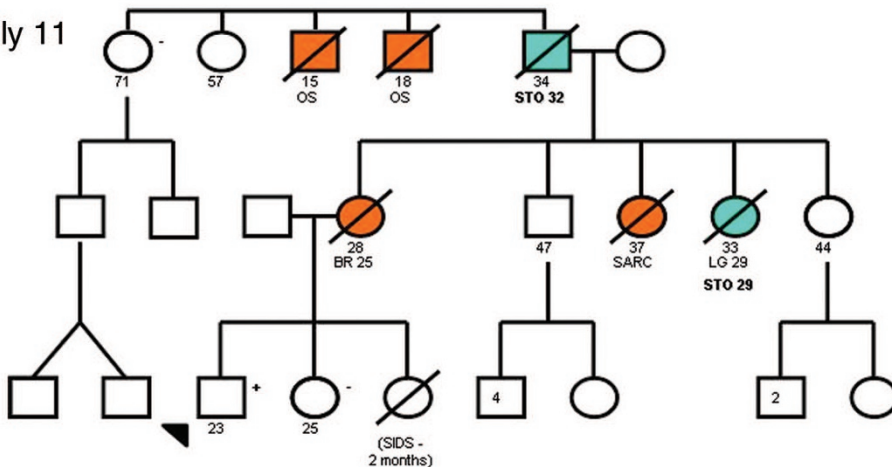 ly 11
-
71
57
15
OS
18
OS
34
STO 32
28
BR 25
47
37
SARC
33
LG 29
STO 29
44
+
-
4
2
23
25
(SIDS -
2 months)